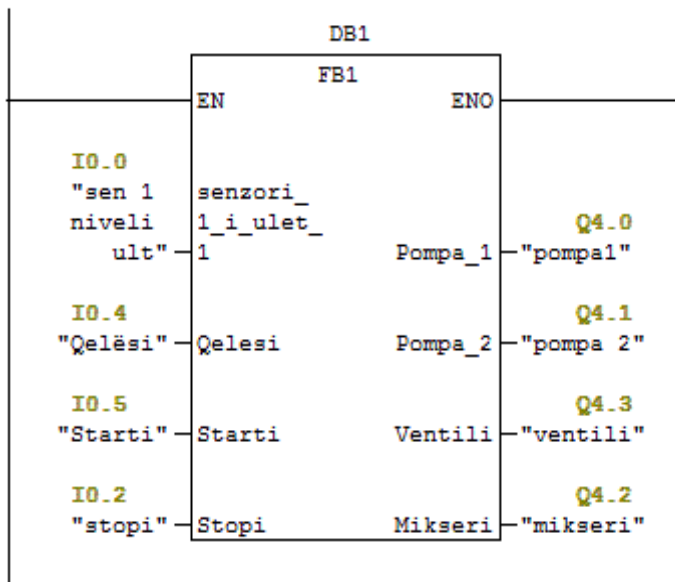 DB1
FB1
EN ENO
I0.0
"sen 1 senzori_
niveli 1_i_ulet_ Q4.0
ult" 1 Pompa_1 "pompa1"
I0.4 Q4.1
"Qelësi" Qelesi Pompa_2 "pompa 2"
I0.5 Q4.3
"Starti" Starti Ventili "ventili"
I0.2 Q4.2
"stopi" Stopi Mikseri "mikseri"